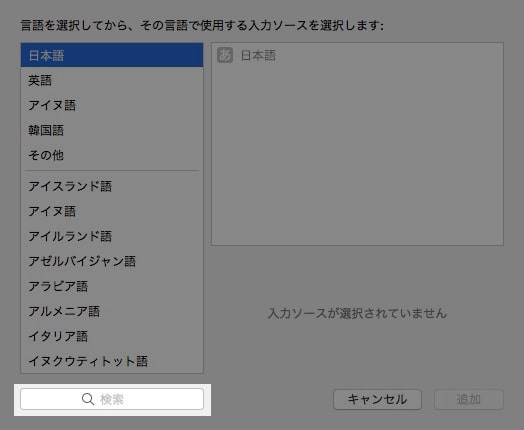 言語を選択してから、その言語で使用する入力ソースを選択します:
日本語
英語
アイヌ語
韓国語
その他
アイスランド語
アイヌ語
アイルランド語
アゼルバイジャン語
アラビア語
アルメニア語
イタリア語
イヌクウティトット語
あ 日本語
入力ソースが選択されていません
検索
キャンセル
追加